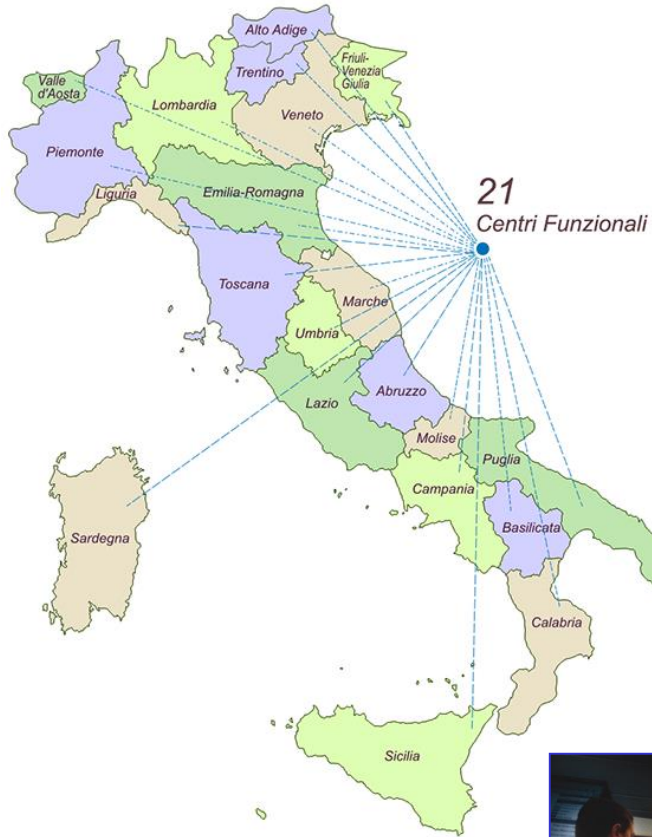 Alto Adige
Trentino
Friuli-
Venezia
Giulia
Valle
d'Aosta
Lombardia
Veneto
Piemonte
Emilia-Romagna
Liguria
21
Centri Funzionali
Toscana
Marche
Umbria
Abruzzo
Lazio
Molise
Puglia
Campania
Basilicata
Sardegna
Calabria
Sicilia